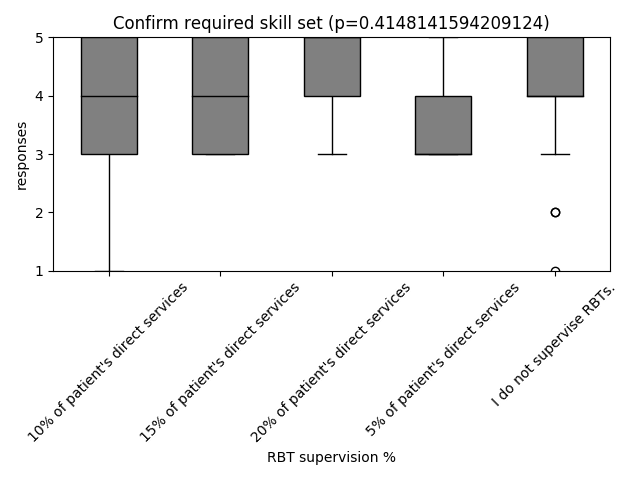 Confirm required skill set (p=0.4148141594209124)
responses
5
4
3
2
1
10% of patient's direct services
15% of patient's direct services
20% of patient's direct services
5% of patient's direct services
I do not supervise RBTs.
RBT supervision %